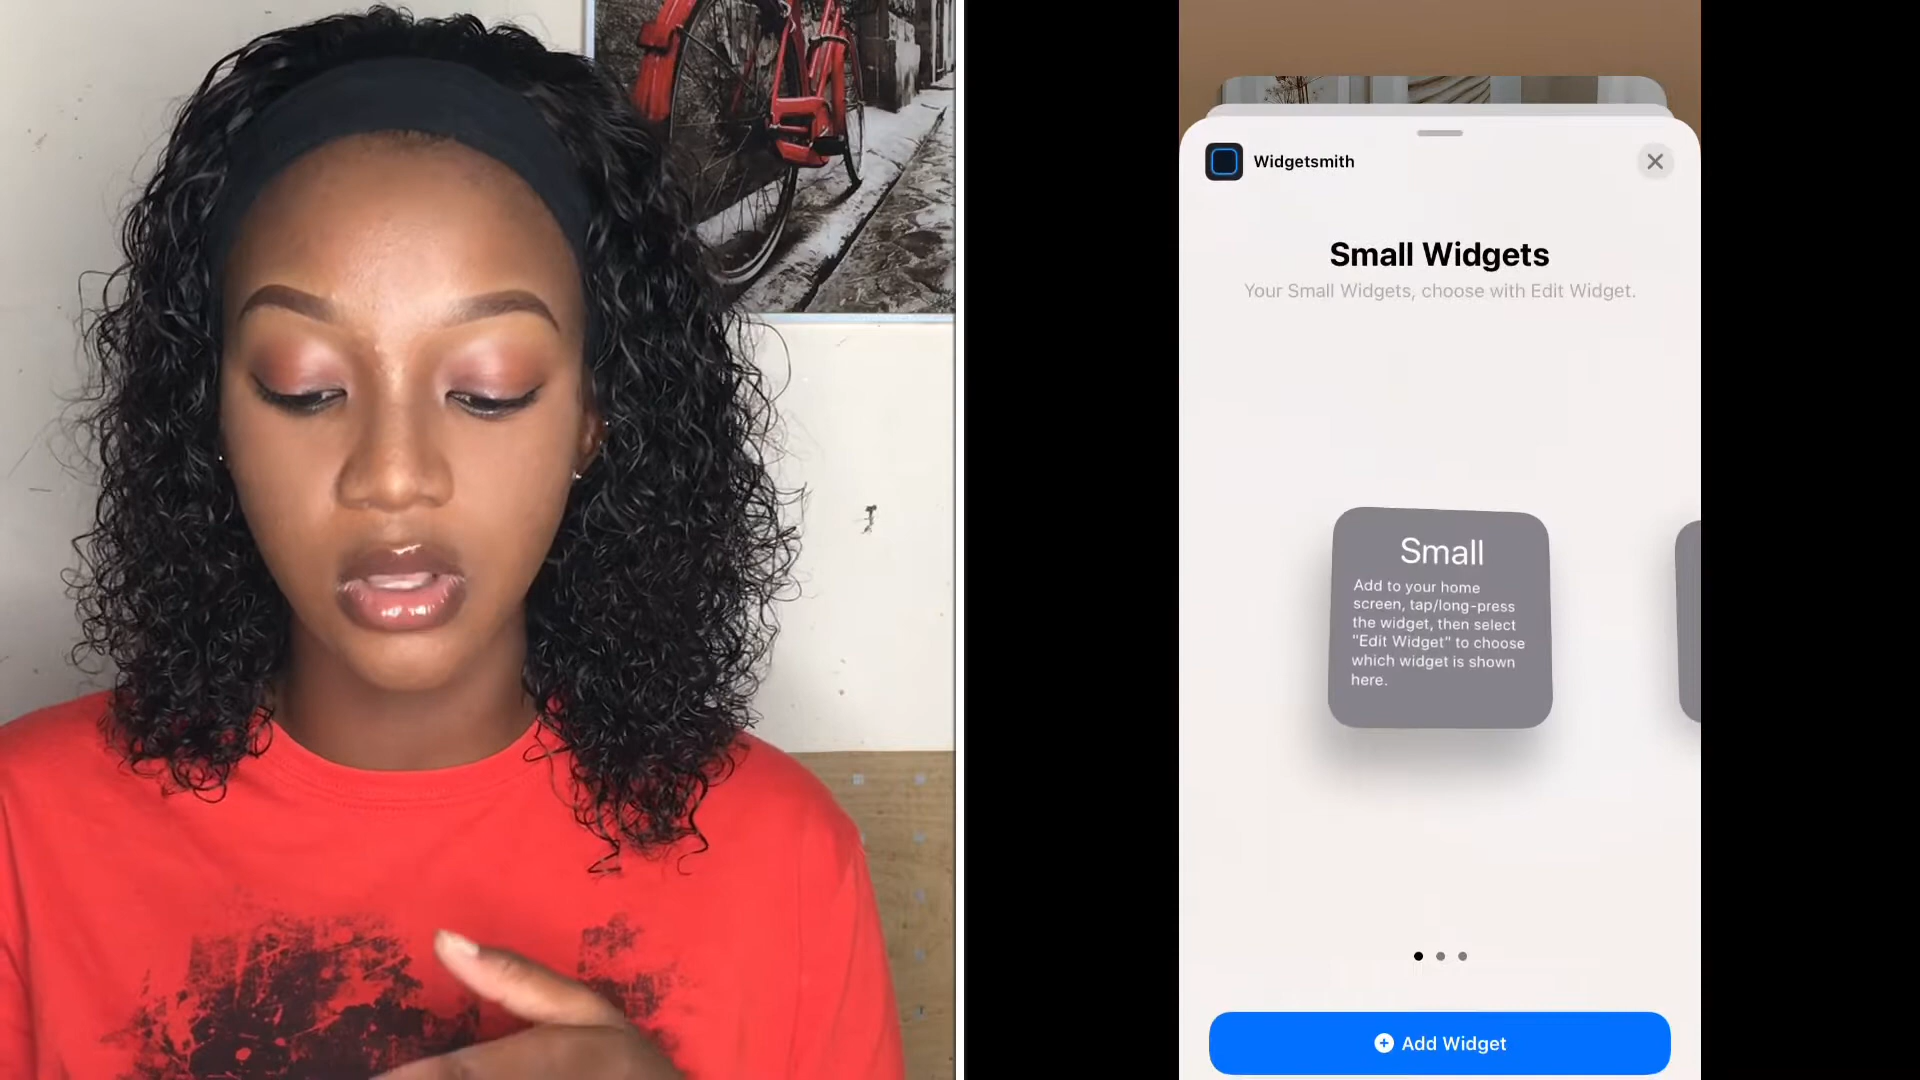 Widgetsmith
Small Widgets
Your Small Widgets, choose with Edit Widget.
Small
Add to your home
screen, tap/long-press
the widget, then select
"Edit Widget" to choose
which widget is shown
here.
Add Widget